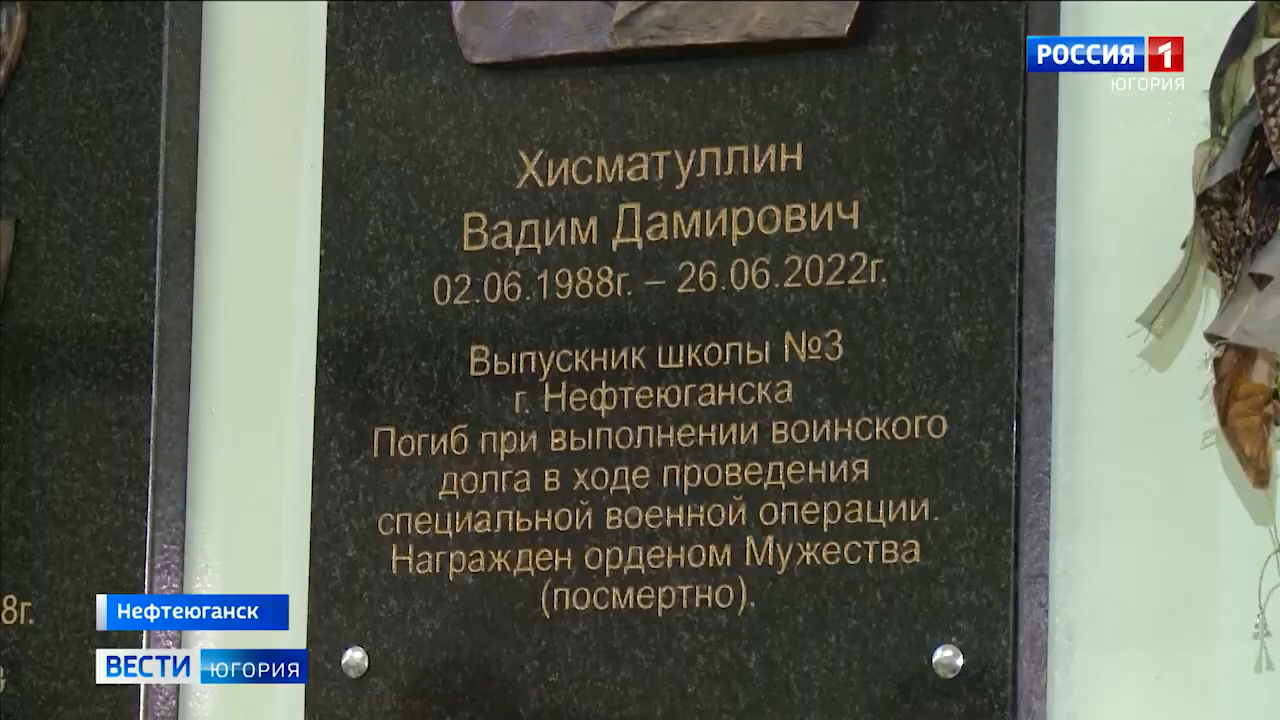 РОССИЯ 1
ЮГОРИЯ
Хисматуллин
Вадим Дамирович
02.06.1988г. – 26.06.2022г.
Выпускник школы №3
г. Нефтеюганска
Погиб при выполнении воинского
долга в ходе проведения
специальной военной операции.
Награжден орденом Мужества
(посмертно).
8г.
Нефтеюганск
ВЕСТИ ЮГОРИЯ